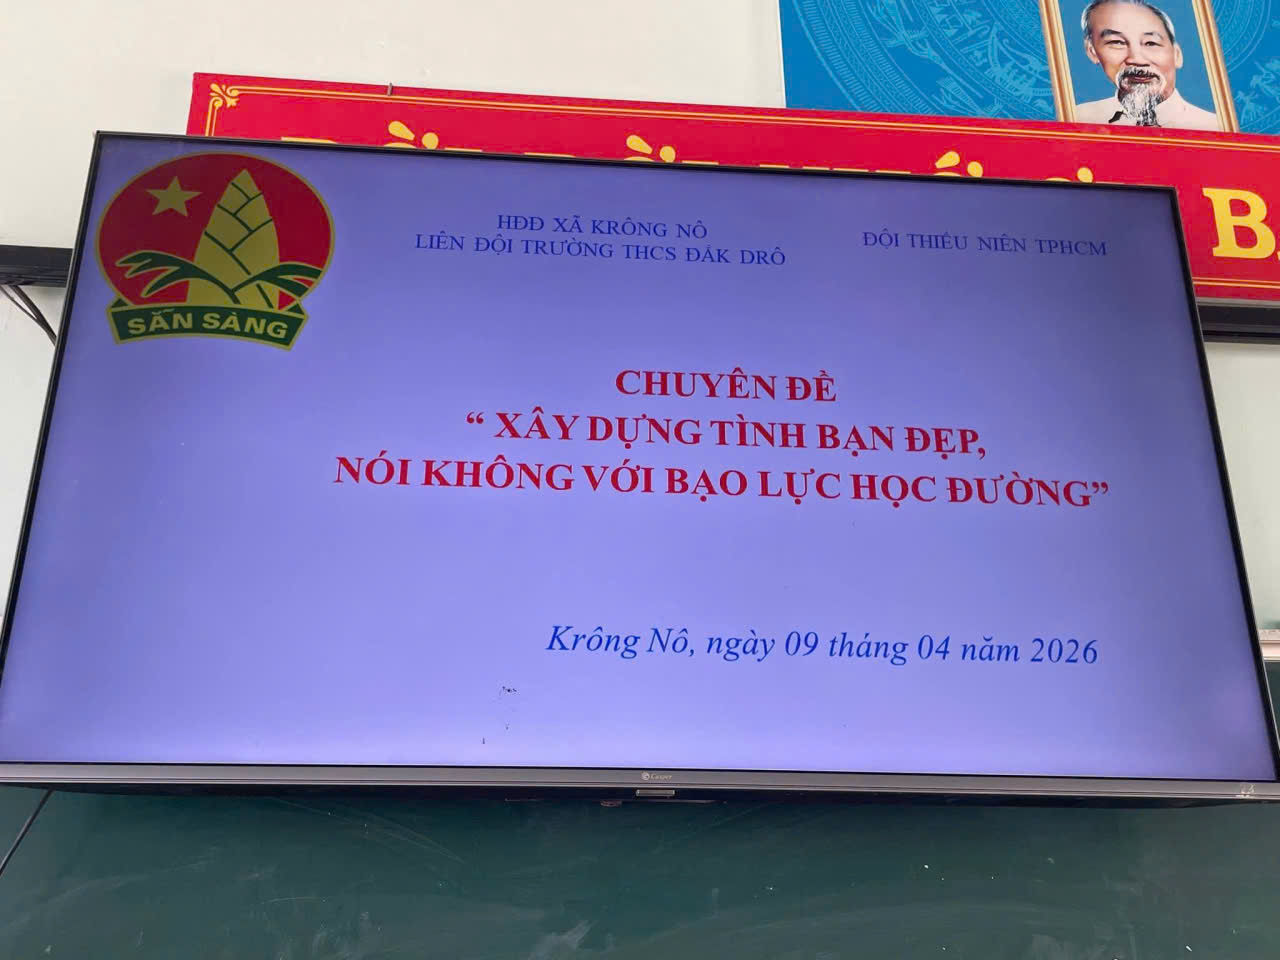 SẴN SÀNG
HĐĐ XÃ KRÔNG NÔ
LIÊN ĐỘI TRƯỜNG THCS ĐẮK DRÔ
ĐỘI THIẾU NIÊN TPHCM
CHUYÊN ĐỀ
“ XÂY DỰNG TÌNH BẠN ĐẸP,
NÓI KHÔNG VỚI BẠO LỰC HỌC ĐƯỜNG”
Krông Nô, ngày 09 tháng 04 năm 2026
Casper